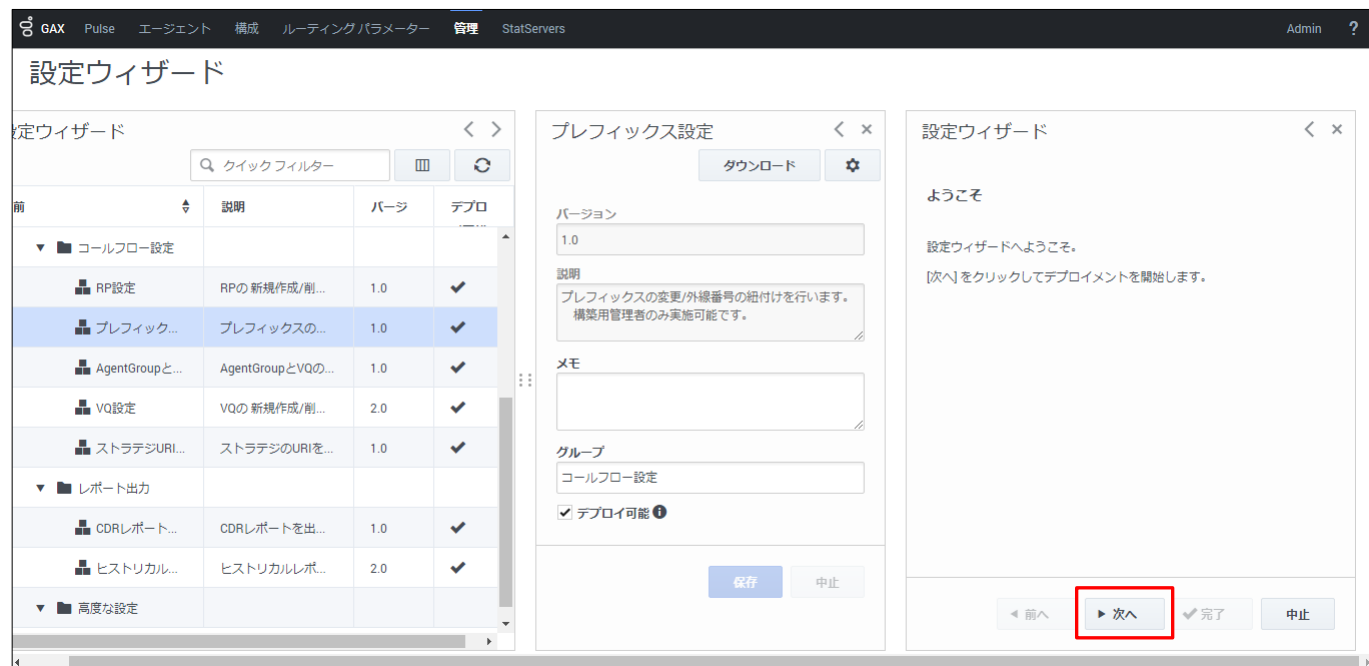 GAX Pulse エージェント 構成 ルーティング パラメーター 管理 StatServers Admin ?
設定ウィザード
定ウィザード
クイック フィルター
前 説明 バージ デプロ
コールフロー設定
RP設定 RPの 新規作成/削... 1.0
プレフィック... プレフィックスの... 1.0
AgentGroupと... AgentGroupとVQの... 1.0
VQ設定 VQの 新規作成/削... 2.0
ストラテジURI... ストラテジのURIを... 1.0
レポート出力
CDRレポート... CDRレポートを出... 1.0
ヒストリカル... ヒストリカルレポ... 2.0
高度な設定
プレフィックス設定
ダウンロード
バージョン
1.0
説明
プレフィックスの変更/外線番号の紐付けを行います。
構築用管理者のみ実施可能です。
メモ
グループ
コールフロー設定
デプロイ可能
保存 中止
設定ウィザード
ようこそ
設定ウィザードへようこそ。
[次へ] をクリックしてデプロイメントを開始します。
前へ 次へ 完了 中止